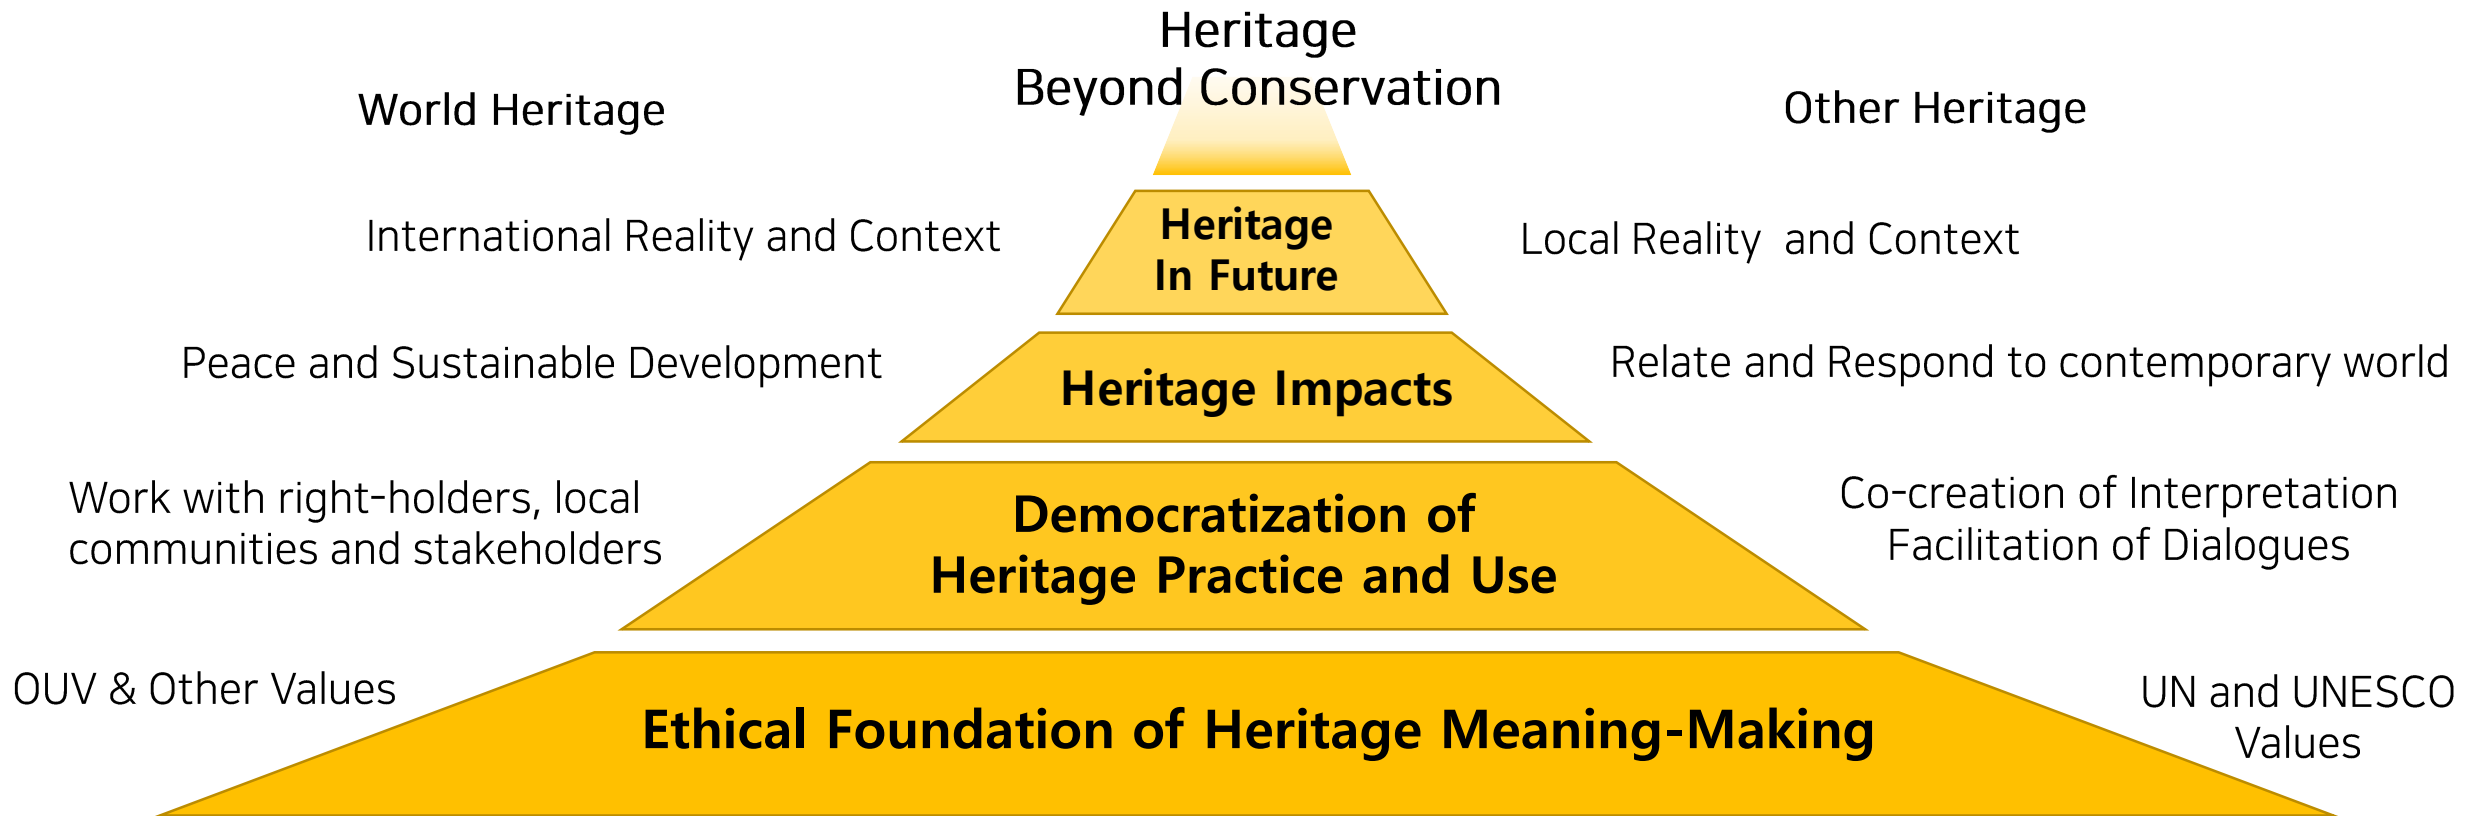 Heritage
Beyond Conservation
World Heritage
Other Heritage
International Reality and Context
Heritage
In Future
Local Reality and Context
Peace and Sustainable Development
Heritage Impacts
Relate and Respond to contemporary world
Work with right-holders, local
communities and stakeholders
Democratization of
Heritage Practice and Use
Co-creation of Interpretation
Facilitation of Dialogues
OUV & Other Values
Ethical Foundation of Heritage Meaning-Making
UN and UNESCO
Values